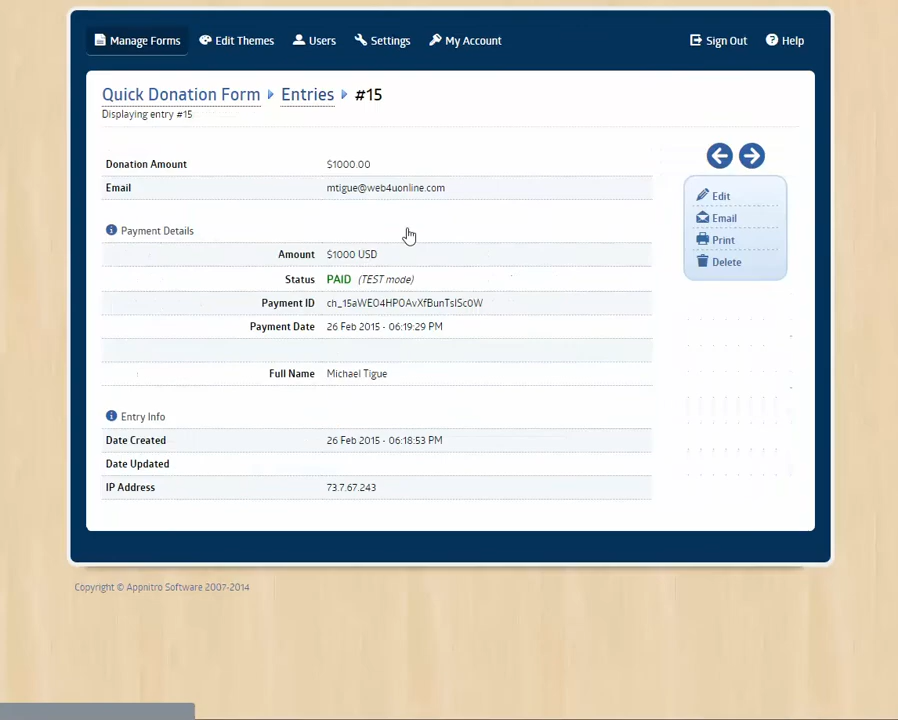 Manage Forms Edit Themes Users Settings My Account Sign Out Help
Quick Donation Form Entries #15
Displaying entry #15
Donation Amount $1000.00
Email mtigue@web4uonline.com
Payment Details
Amount $1000 USD
Status PAID (TEST mode)
Payment ID ch_15aWEO4HPOAvXfBunTsISc0W
Payment Date 26 Feb 2015 - 06:19:29 PM
Full Name Michael Tigue
Entry Info
Date Created 26 Feb 2015 - 06:18:53 PM
Date Updated
IP Address 73.7.67.243
Edit
Email
Print
Delete
Copyright © Appnitro Software 2007-2014